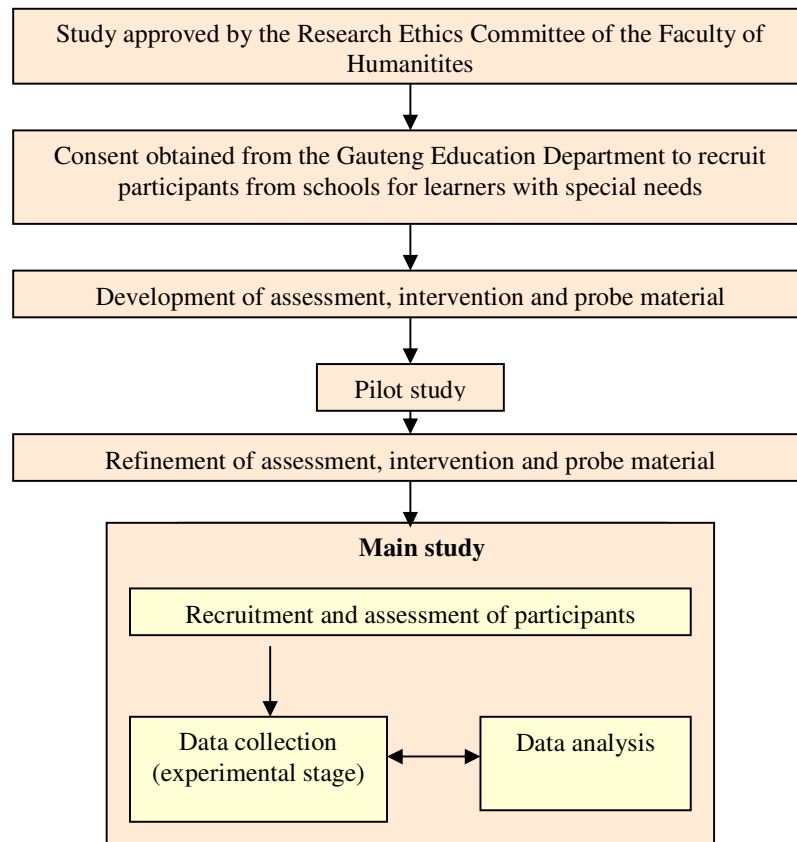 Study approved by the Research Ethics Committee of the Faculty of
Humanitites
Consent obtained from the Gauteng Education Department to recruit
participants from schools for learners with special needs
Development of assessment, intervention and probe material
Pilot study
Refinement of assessment, intervention and probe material
Main study
Recruitment and assessment of participants
Data collection
(experimental stage)
Data analysis